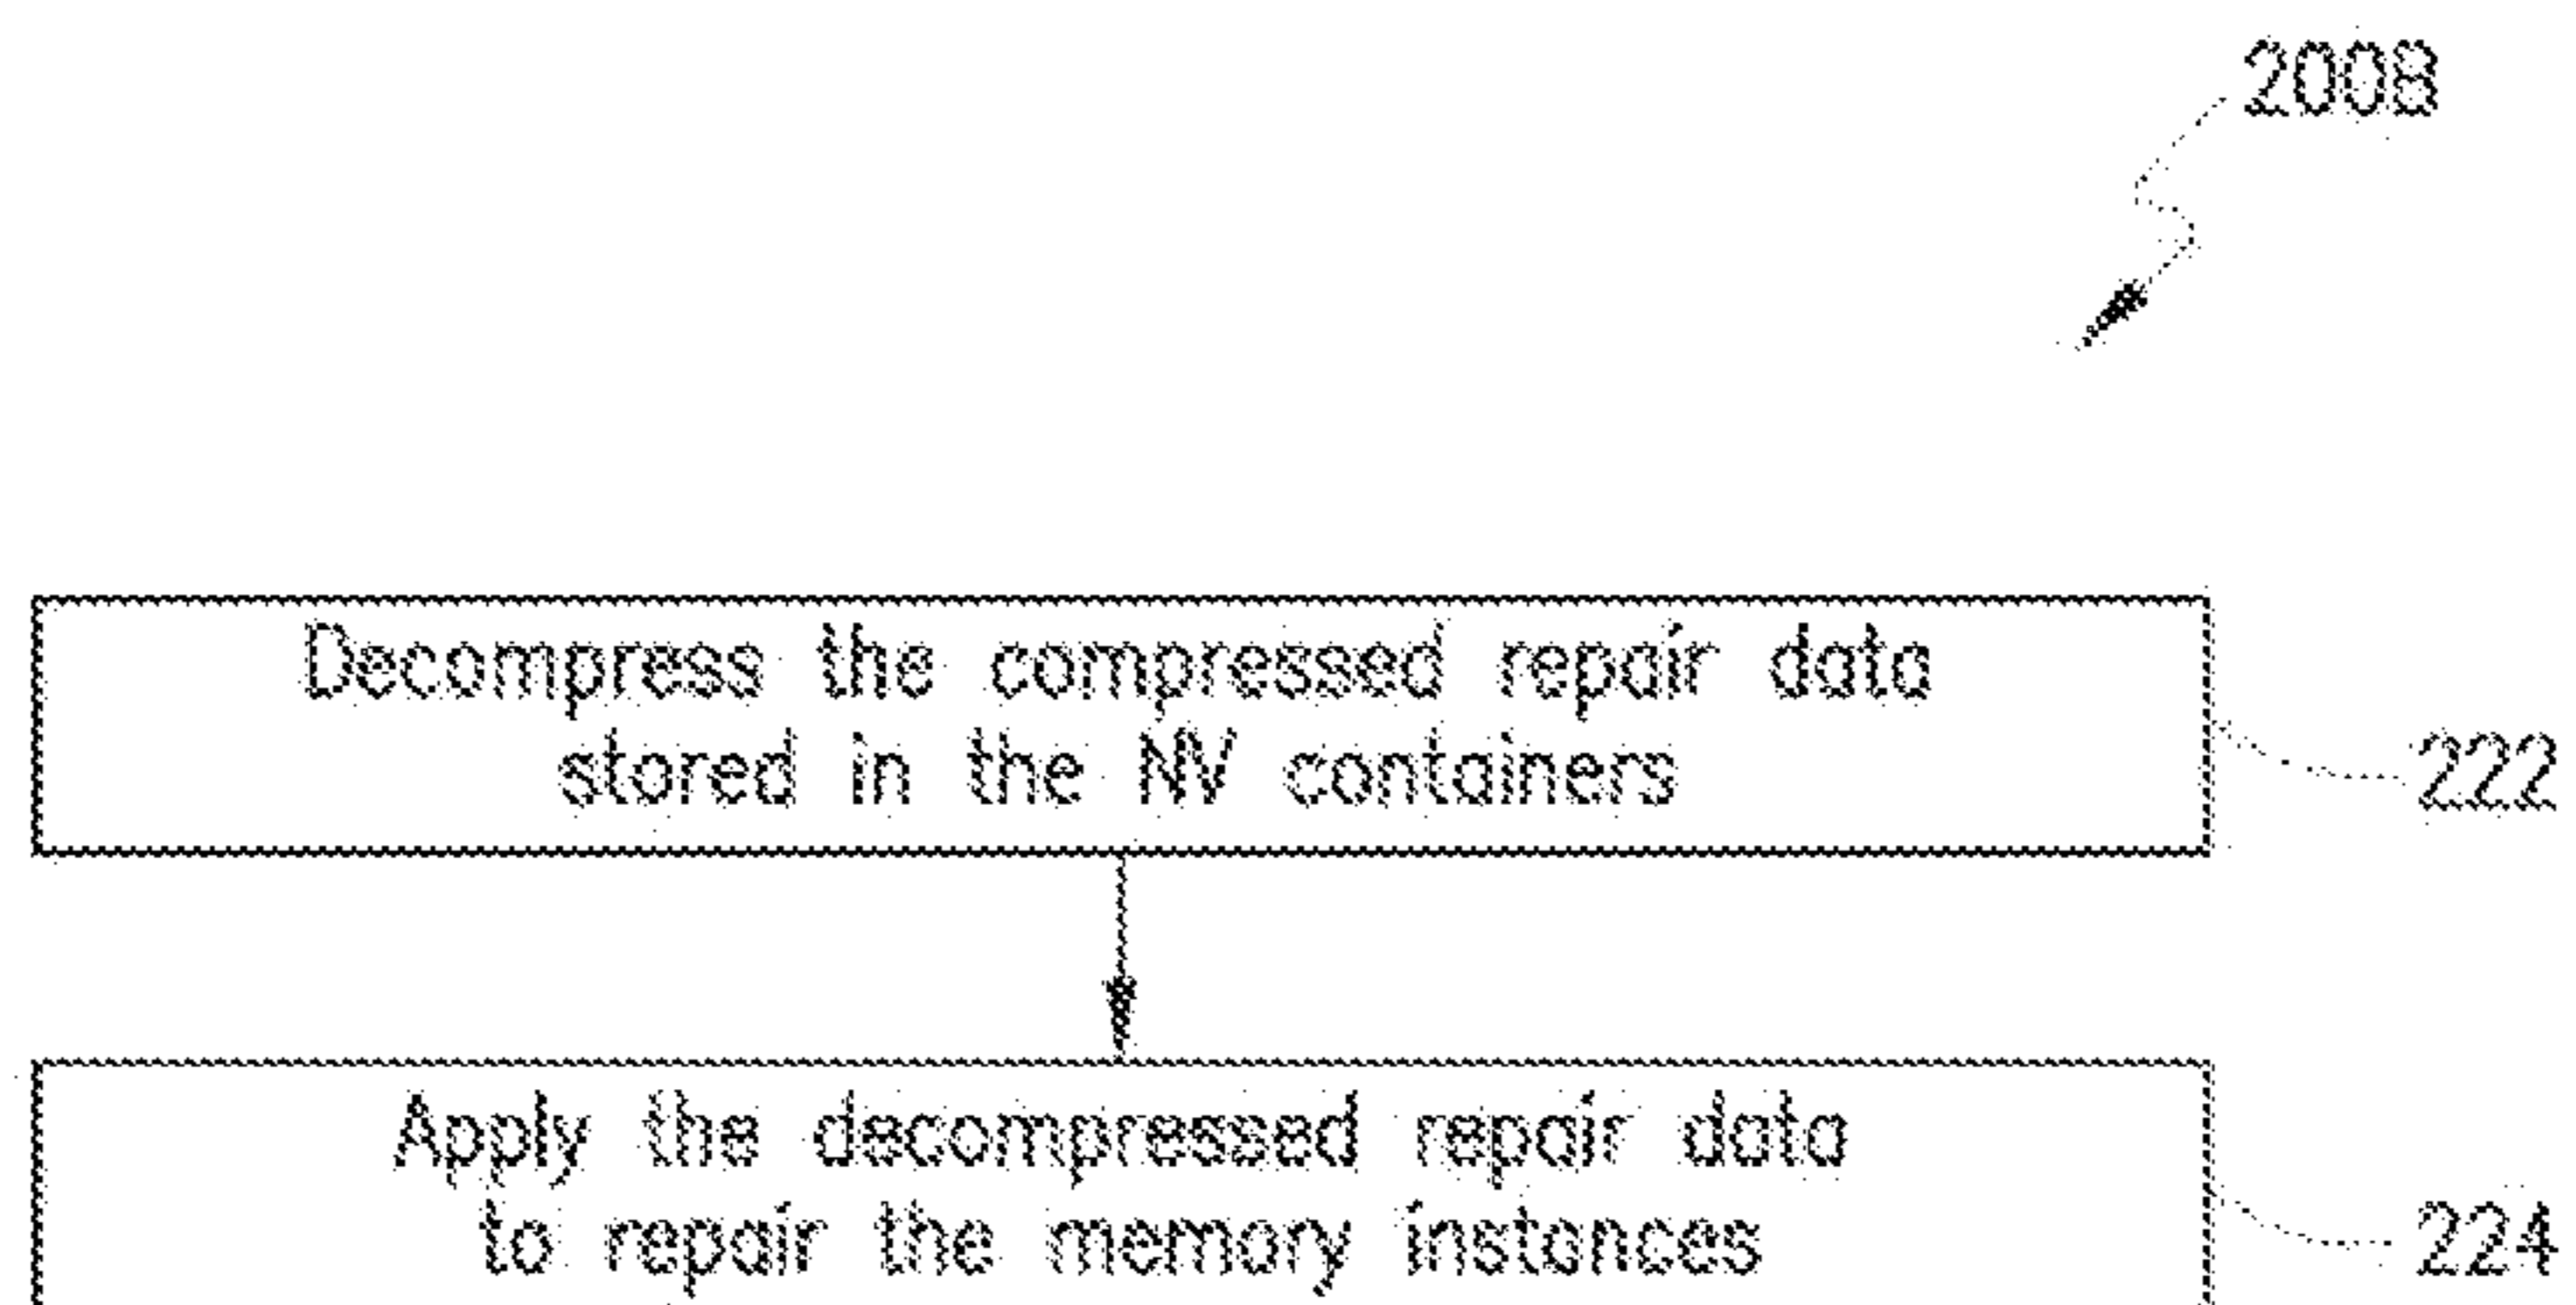 200B
Decompress the compressed repair data
stored in the NV containers
222
Apply the decompressed repair data
to repair the memory instances
224